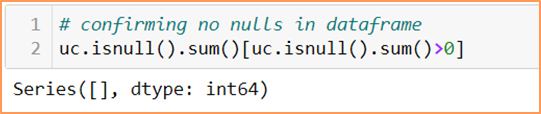 1 # confirming no nulls in dataframe
2 uc.isnull().sum()[uc.isnull().sum()>0]
Series([], dtype: int64)